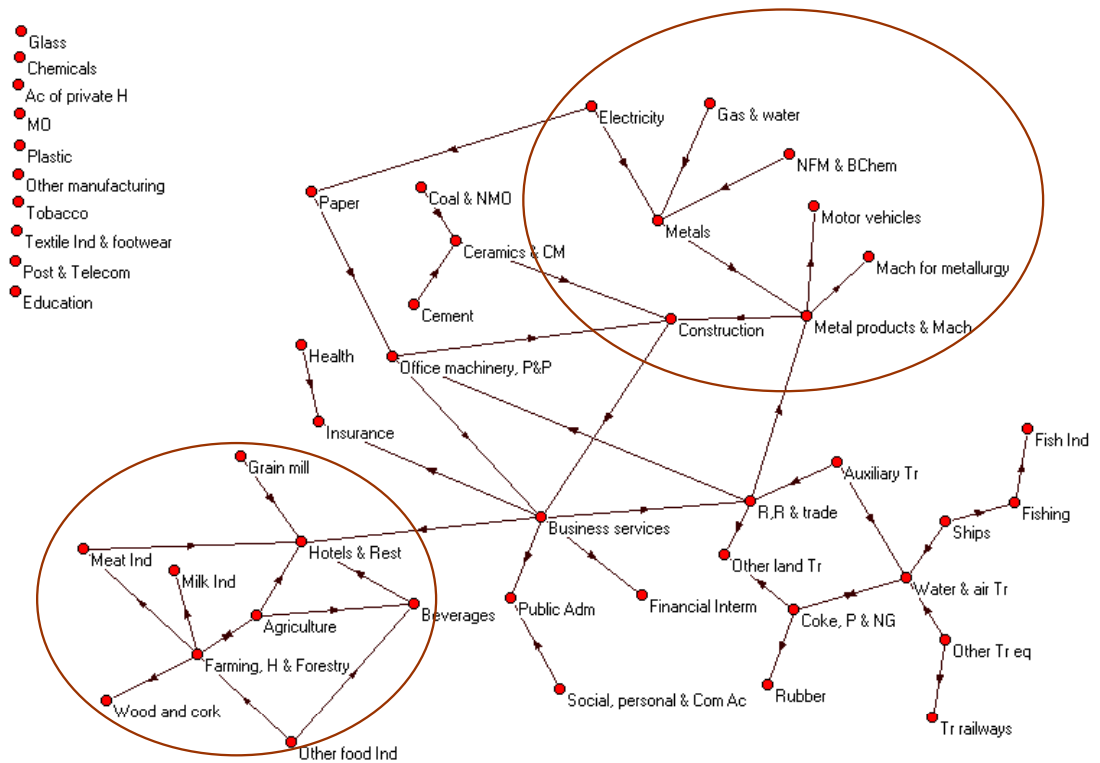 Glass
Chemicals
Ac of private H
MO
Plastic
Other manufacturing
Tobacco
Textile Ind & footwear
Post & Telecom
Education
Electricity
Gas & water
NFM & BChem
Paper
Coal & NMO
Motor vehicles
Metals
Ceramics & CM
Mach for metallurgy
Cement
Construction
Metal products & Mach
Health
Office machinery, P&P
Insurance
Fish Ind
Grain mill
Auxiliary Tr
Business services
R,R & trade
Fishing
Ships
Meat Ind
Hotels & Rest
Other land Tr
Milk Ind
Water & air Tr
Agriculture
Beverages
Public Adm
Financial Interm
Coke, P & NG
Farming, H & Forestry
Other Tr eq
Wood and cork
Social, personal & Com Ac
Rubber
Tr railways
Other food Ind